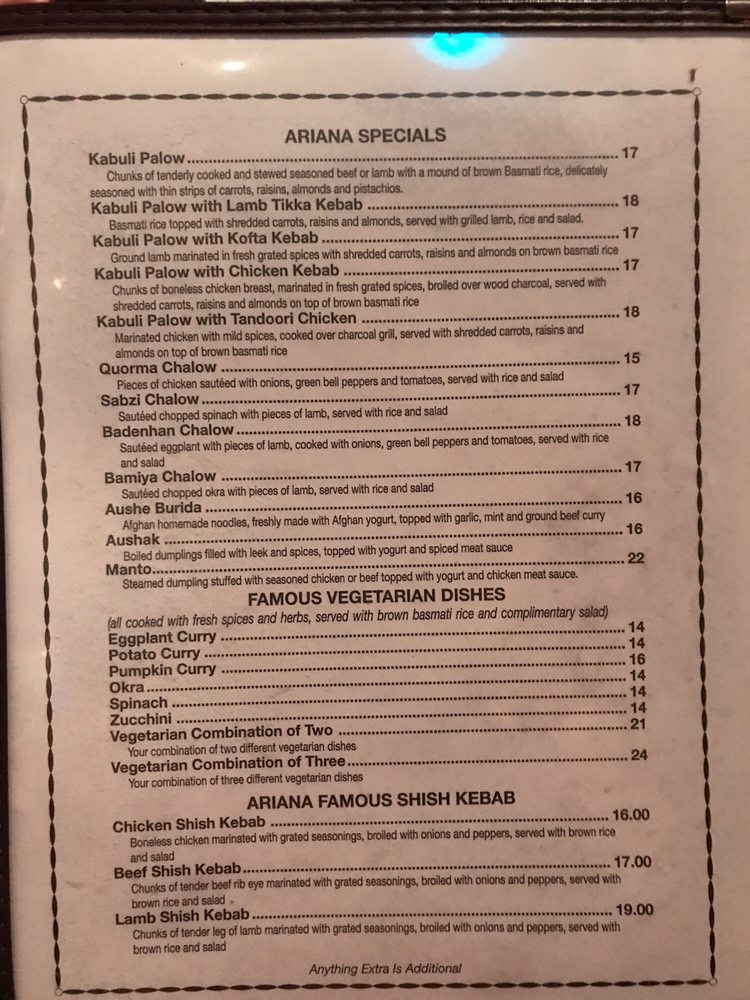 ARIANA SPECIALS
Kabuli Palow 17
Chunks of tenderly cooked and stewed seasoned beef or lamb with a mound of brown Basmati rice, delicately
seasoned with thin strips of carrots, raisins, almonds and pistachios.
Kabuli Palow with Lamb Tikka Kebab 18
Basmati rice topped with shredded carrots, raisins and almonds, served with grilled lamb, rice and salad.
Kabuli Palow with Kofta Kebab 17
Ground lamb marinated in fresh grated spices with shredded carrots, raisins and almonds on brown basmati rice
Kabuli Palow with Chicken Kebab 17
Chunks of boneless chicken breast, marinated in fresh grated spices, broiled over wood charcoal, served with
shredded carrots, raisins and almonds on top of brown basmati rice
Kabuli Palow with Tandoori Chicken 18
Marinated chicken with mild spices, cooked over charcoal grill, served with shredded carrots, raisins and
almonds on top of brown basmati rice
Quorma Chalow 15
Pieces of chicken sautéed with onions, green bell peppers and tomatoes, served with rice and salad
Sabzi Chalow 17
Sautéed chopped spinach with pieces of lamb, served with rice and salad
Badenhan Chalow 18
Sautéed eggplant with pieces of lamb, cooked with onions, green bell peppers and tomatoes, served with rice
and salad
Bamiya Chalow 17
Sautéed chopped okra with pieces of lamb, served with rice and salad
Aushe Burida 16
Afghan homemade noodles, freshly made with Afghan yogurt, topped with garlic, mint and ground beef curry
Aushak 16
Boiled dumplings filled with leek and spices, topped with yogurt and spiced meat sauce
Manto 22
Steamed dumpling stuffed with seasoned chicken or beef topped with yogurt and chicken meat sauce.
FAMOUS VEGETARIAN DISHES
(all cooked with fresh spices and herbs, served with brown basmati rice and complimentary salad)
Eggplant Curry 14
Potato Curry 14
Pumpkin Curry 16
Okra 14
Spinach 14
Zucchini 14
Vegetarian Combination of Two 21
Your combination of two different vegetarian dishes
Vegetarian Combination of Three 24
Your combination of three different vegetarian dishes
ARIANA FAMOUS SHISH KEBAB
Chicken Shish Kebab 16.00
Boneless chicken marinated with grated seasonings, broiled with onions and peppers, served with brown rice
and salad
Beef Shish Kebab 17.00
Chunks of tender beef rib eye marinated with grated seasonings, broiled with onions and peppers, served with
brown rice and salad
Lamb Shish Kebab 19.00
Chunks of tender leg of lamb marinated with grated seasonings, broiled with onions and peppers, served with
brown rice and salad
Anything Extra Is Additional